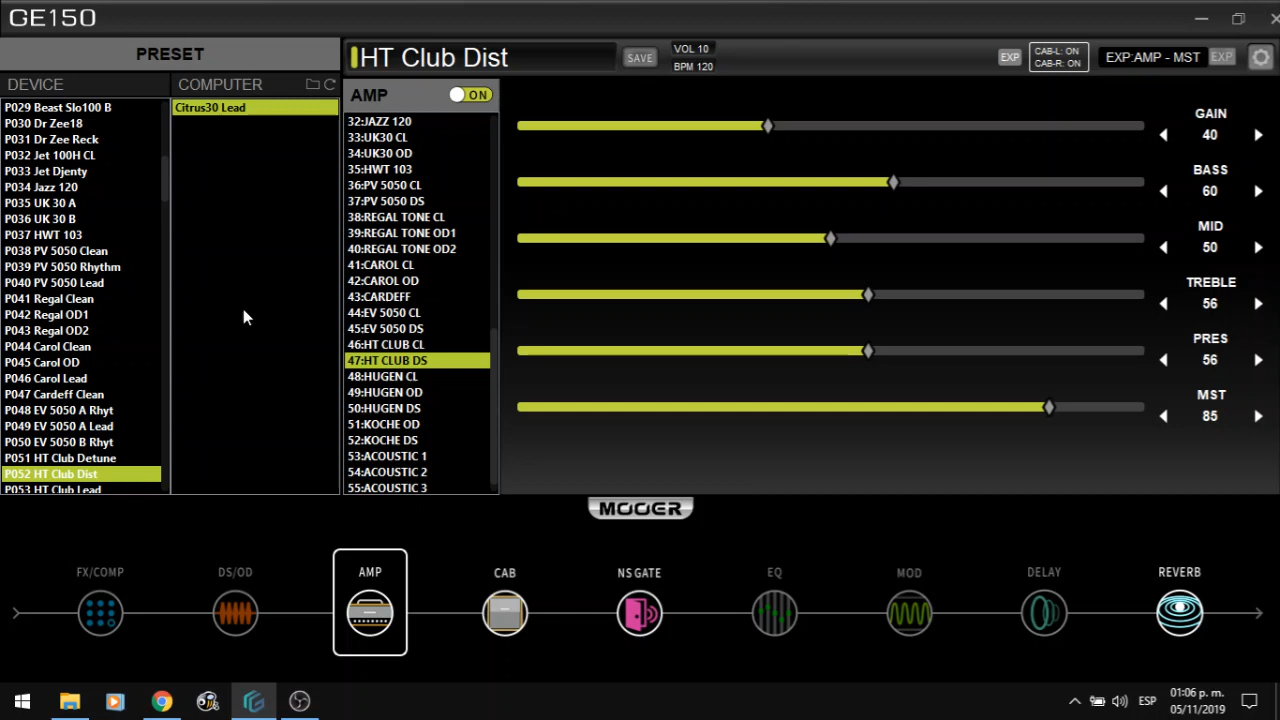 GE150
PRESET
DEVICE
COMPUTER
P029 Beast Slo100 B
P030 Dr Zee18
P031 Dr Zee Reck
P032 Jet 100H CL
P033 Jet Djenty
P034 Jazz 120
P035 UK 30 A
P036 UK 30 B
P037 HWT 103
P038 PV 5050 Clean
P039 PV 5050 Rhythm
P040 PV 5050 Lead
P041 Regal Clean
P042 Regal OD1
P043 Regal OD2
P044 Carol Clean
P045 Carol OD
P046 Carol Lead
P047 Cardeff Clean
P048 EV 5050 A Rhyt
P049 EV 5050 A Lead
P050 EV 5050 B Rhyt
P051 HT Club Detune
P052 HT Club Dist
P053 HT Club Lead
Citrus30 Lead
HT Club Dist
SAVE
VOL 10
BPM 120
EXP
CAB-L: ON
CAB-R: ON
EXP:AMP - MST
EXP
AMP
ON
32:JAZZ 120
33:UK30 CL
34:UK30 OD
35:HWT 103
36:PV 5050 CL
37:PV 5050 DS
38:REGAL TONE CL
39:REGAL TONE OD1
40:REGAL TONE OD2
41:CAROL CL
42:CAROL OD
43:CARDEFF
44:EV 5050 CL
45:EV 5050 DS
46:HT CLUB CL
47:HT CLUB DS
48:HUGEN CL
49:HUGEN OD
50:HUGEN DS
51:KOCHE OD
52:KOCHE DS
53:ACOUSTIC 1
54:ACOUSTIC 2
55:ACOUSTIC 3
GAIN
40
BASS
60
MID
50
TREBLE
56
PRES
56
MST
85
MOOER
FX/COMP
DS/OD
AMP
CAB
NS GATE
EQ
MOD
DELAY
REVERB
ESP
01:06 p. m.
05/11/2019